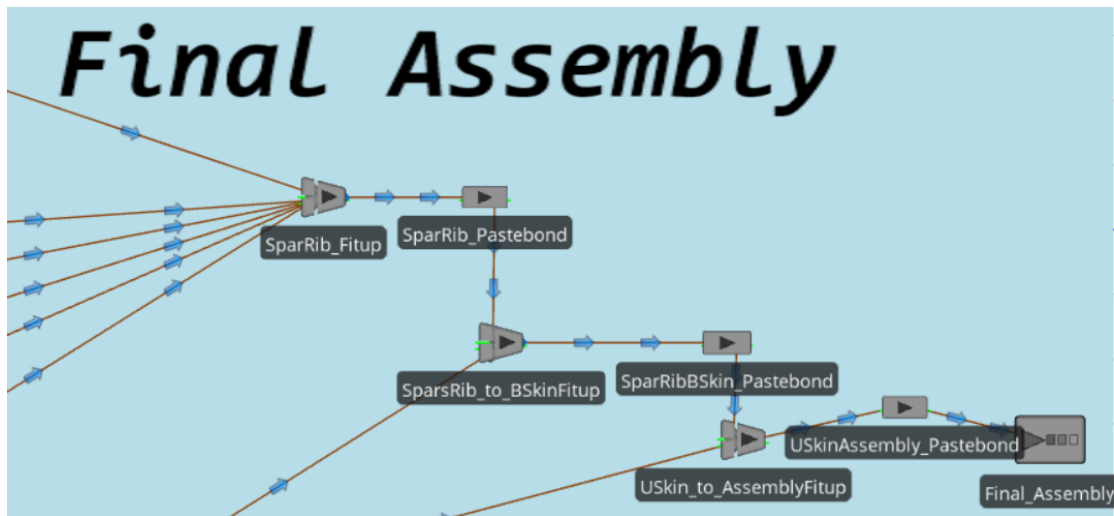 Final Assembly
SparRib_Fitup
SparRib_Pastebond
SparsRib_to_BSkinFitup
SparRibBSkin_Pastebond
USkinAssembly_Pastebond
USkin_to_AssemblyFitup
Final_Assembly